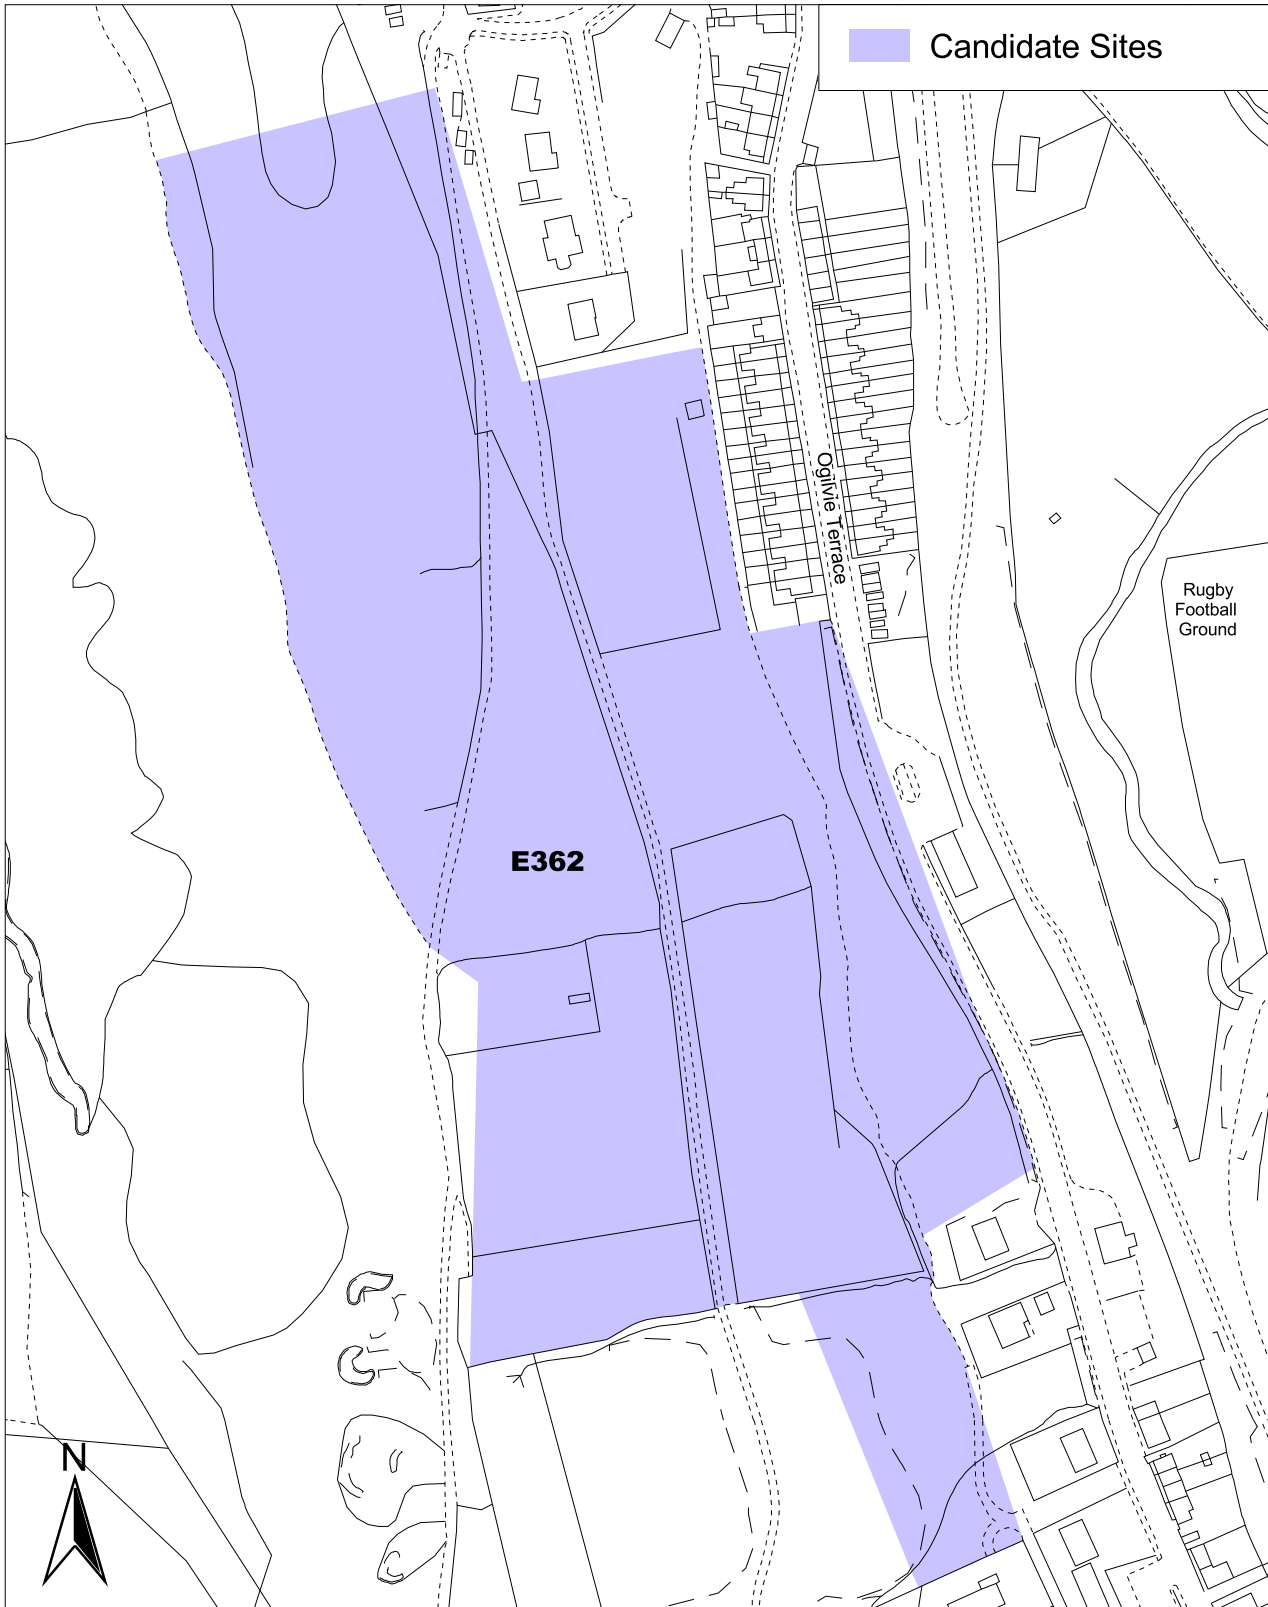 Candidate Sites
Ogilvie Terrace
Rugby
Football
Ground
E362
N